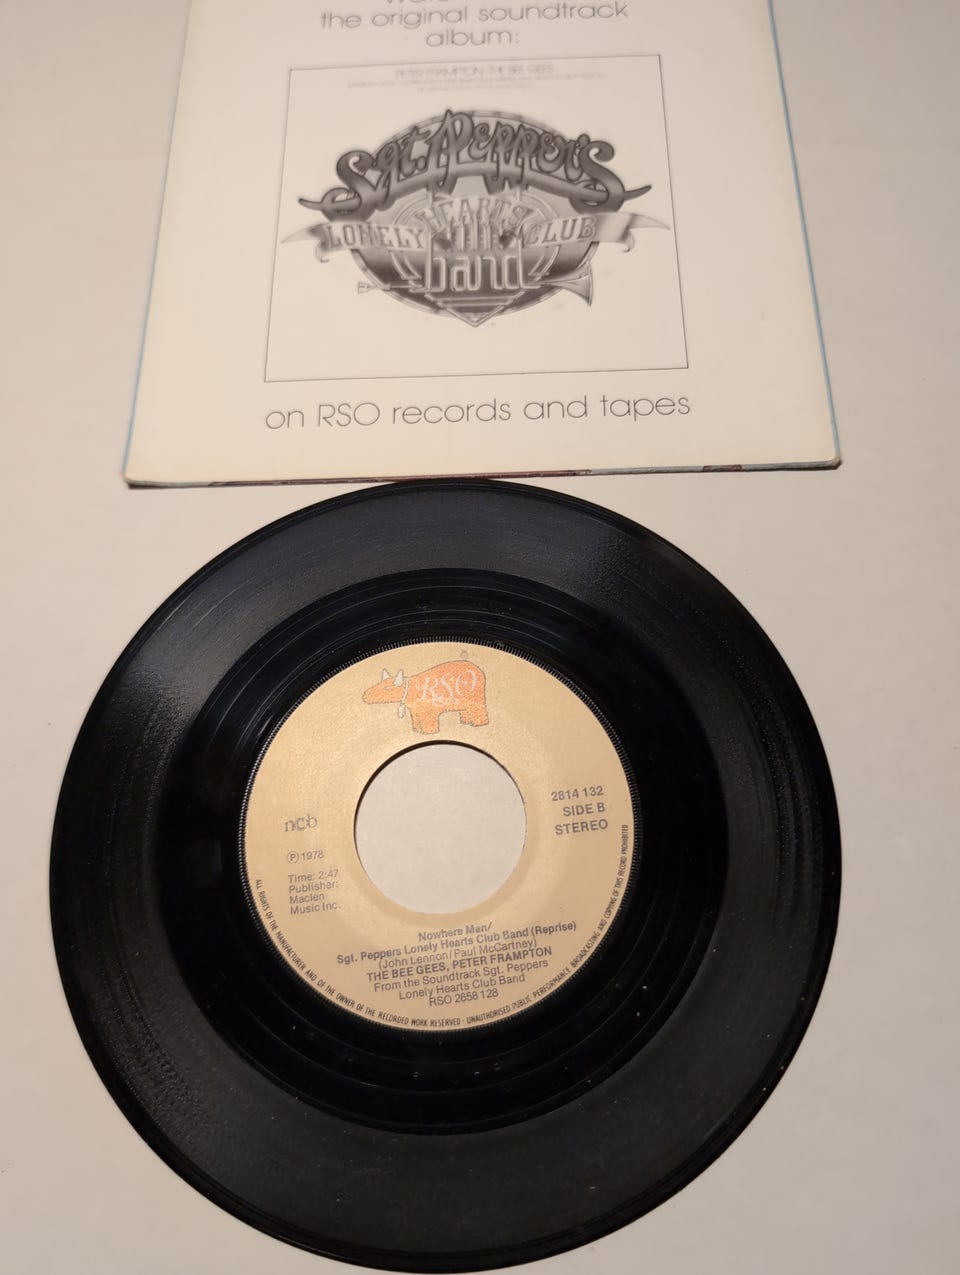 the original soundtrack
album:
PETER FRAMPTON THE BEE GEES
Sgt. Pepper's
LONELY HEARTS CLUB
band
on RSO records and tapes
RSO
2814 132
SIDE B
STEREO
ncb
℗ 1978
Time: 2:47
Publisher:
Maclen
Music Inc.
Nowhere Man/
Sgt. Peppers Lonely Hearts Club Band (Reprise)
(John Lennon/Paul McCartney)
THE BEE GEES, PETER FRAMPTON
From the Soundtrack Sgt. Peppers
Lonely Hearts Club Band
RSO 2658 128
ALL RIGHTS OF THE MANUFACTURER AND OF THE OWNER OF THE RECORDED WORK RESERVED · UNAUTHORISED PUBLIC PERFORMANCE BROADCASTING AND COPYING OF THIS RECORD PROHIBITED